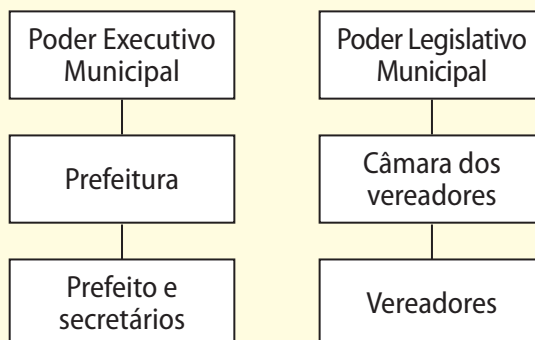 Poder Executivo
Municipal
Prefeitura
Prefeito e
secretários
Poder Legislativo
Municipal
Câmara dos
vereadores
Vereadores